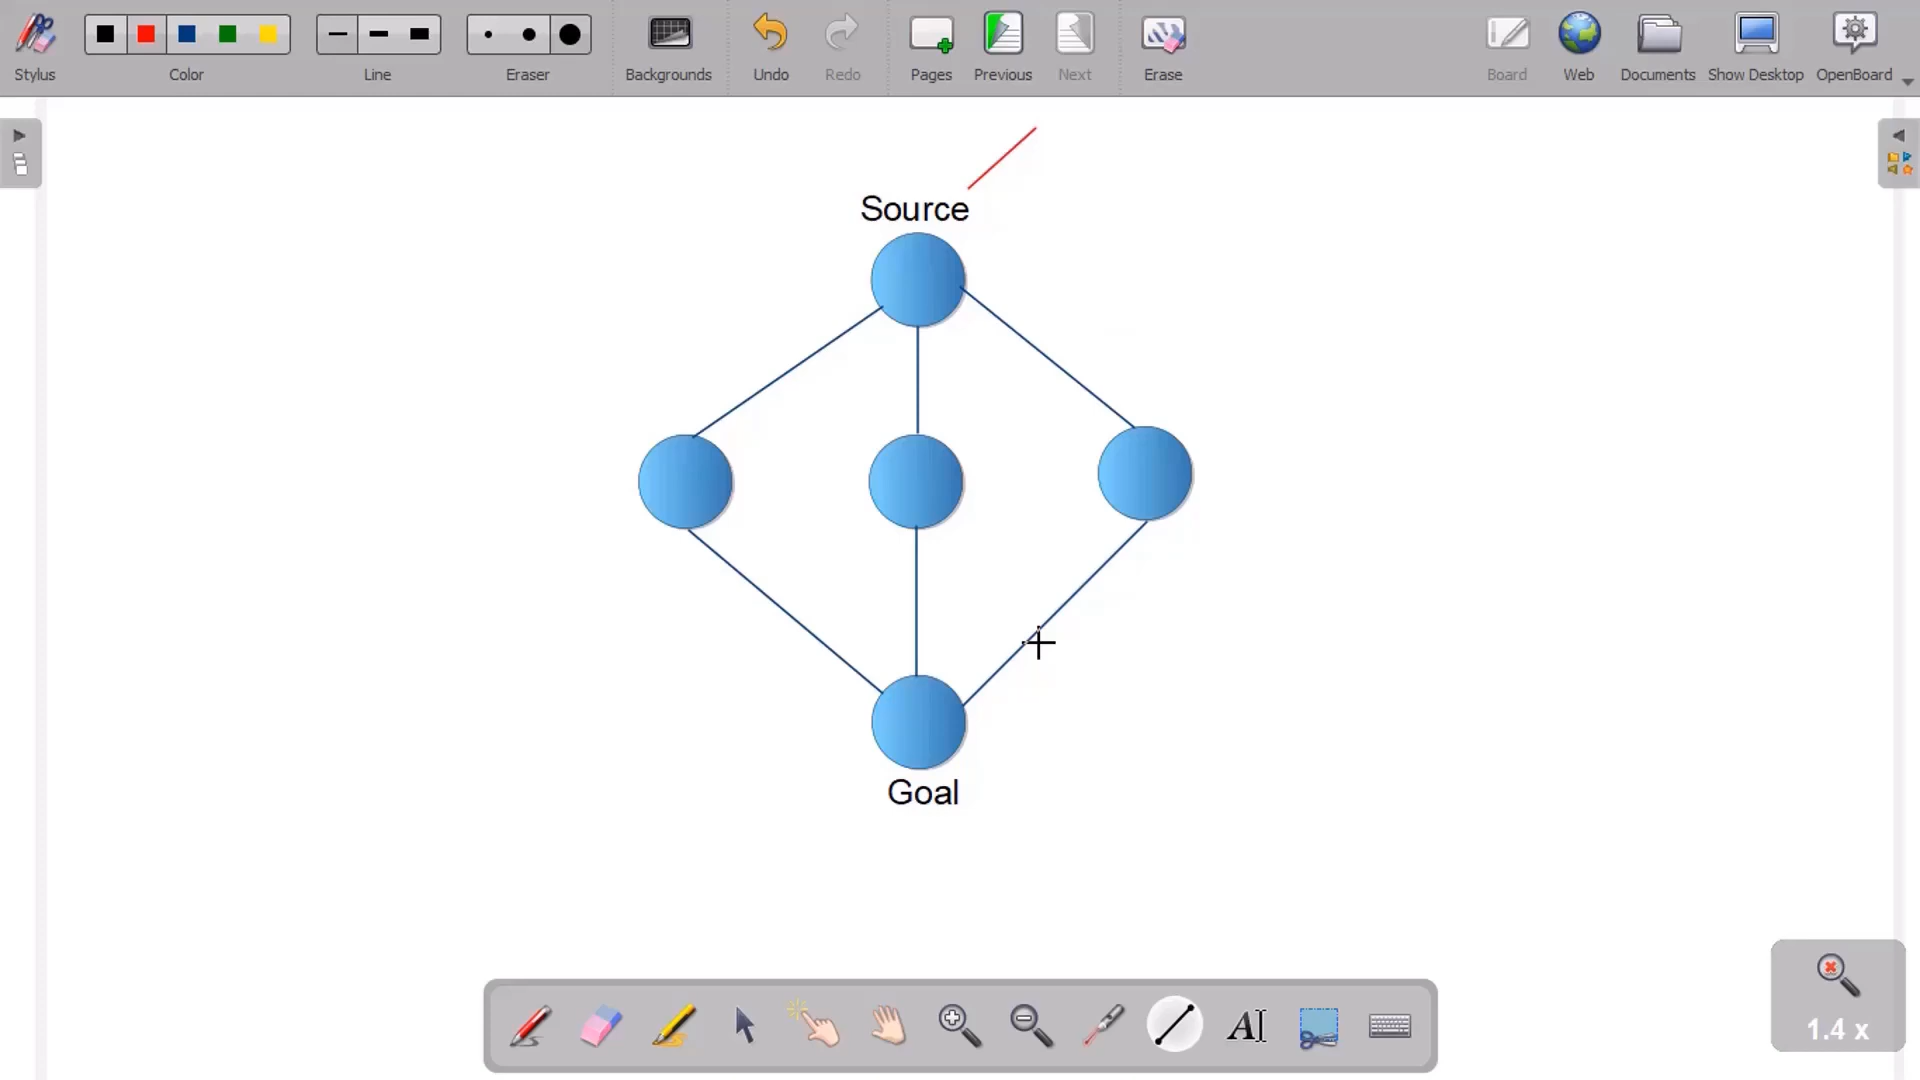 Stylus
Color
Line
Eraser
Backgrounds
Undo
Redo
Pages
Previous
Next
Erase
Board
Web
Documents
Show Desktop
OpenBoard
Source
Goal
AI
1.4 x